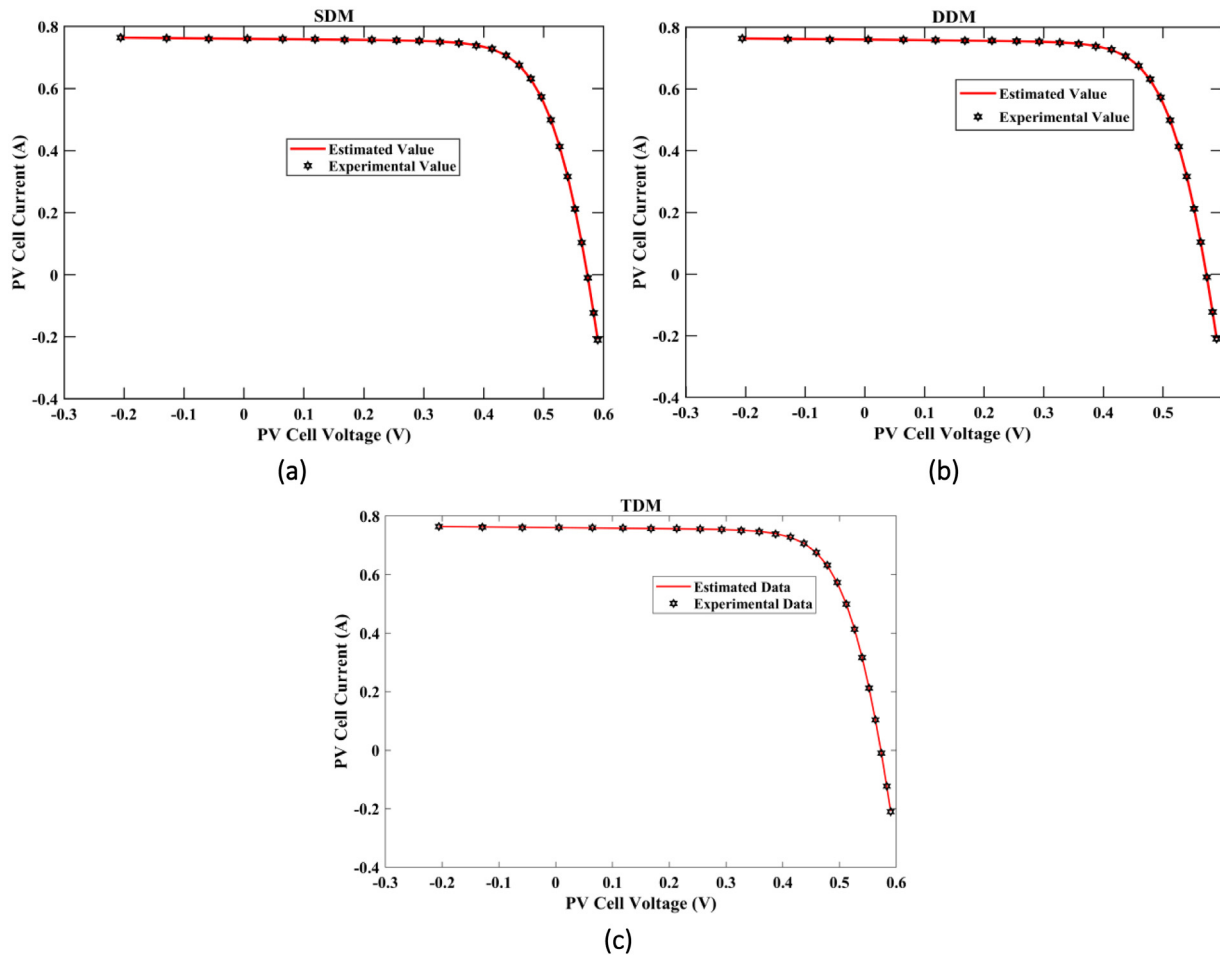 SDM
0.8
0.6
0.4
0.2
0
-0.2
-0.4
PV Cell Current (A)
Estimated Value
Experimental Value
-0.3 -0.2 -0.1 0 0.1 0.2 0.3 0.4 0.5 0.6
PV Cell Voltage (V)
(a)
DDM
0.8
0.6
0.4
0.2
0
-0.2
-0.4
PV Cell Current (A)
Estimated Value
Experimental Value
-0.3 -0.2 -0.1 0 0.1 0.2 0.3 0.4 0.5
PV Cell Voltage (V)
(b)
TDM
0.8
0.6
0.4
0.2
0
-0.2
-0.4
PV Cell Current (A)
Estimated Data
Experimental Data
-0.3 -0.2 -0.1 0 0.1 0.2 0.3 0.4 0.5 0.6
PV Cell Voltage (V)
(c)